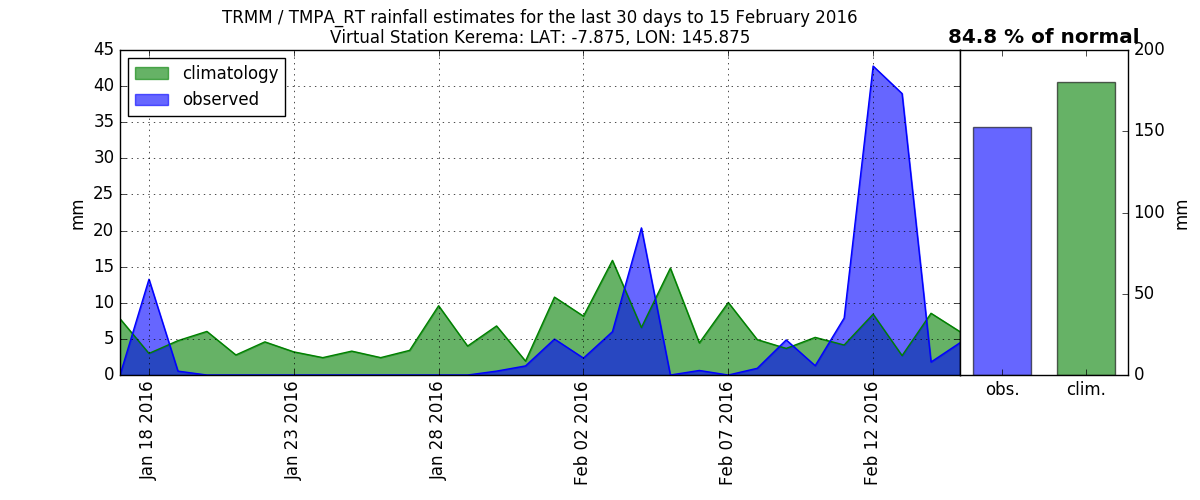 TRMM / TMPA_RT rainfall estimates for the last 30 days to 15 February 2016
Virtual Station Kerema: LAT: -7.875, LON: 145.875
84.8 % of normal
climatology
observed
45
40
35
30
25
20
15
10
5
0
mm
Jan 18 2016
Jan 23 2016
Jan 28 2016
Feb 02 2016
Feb 07 2016
Feb 12 2016
obs.
clim.
200
150
100
50
0
mm